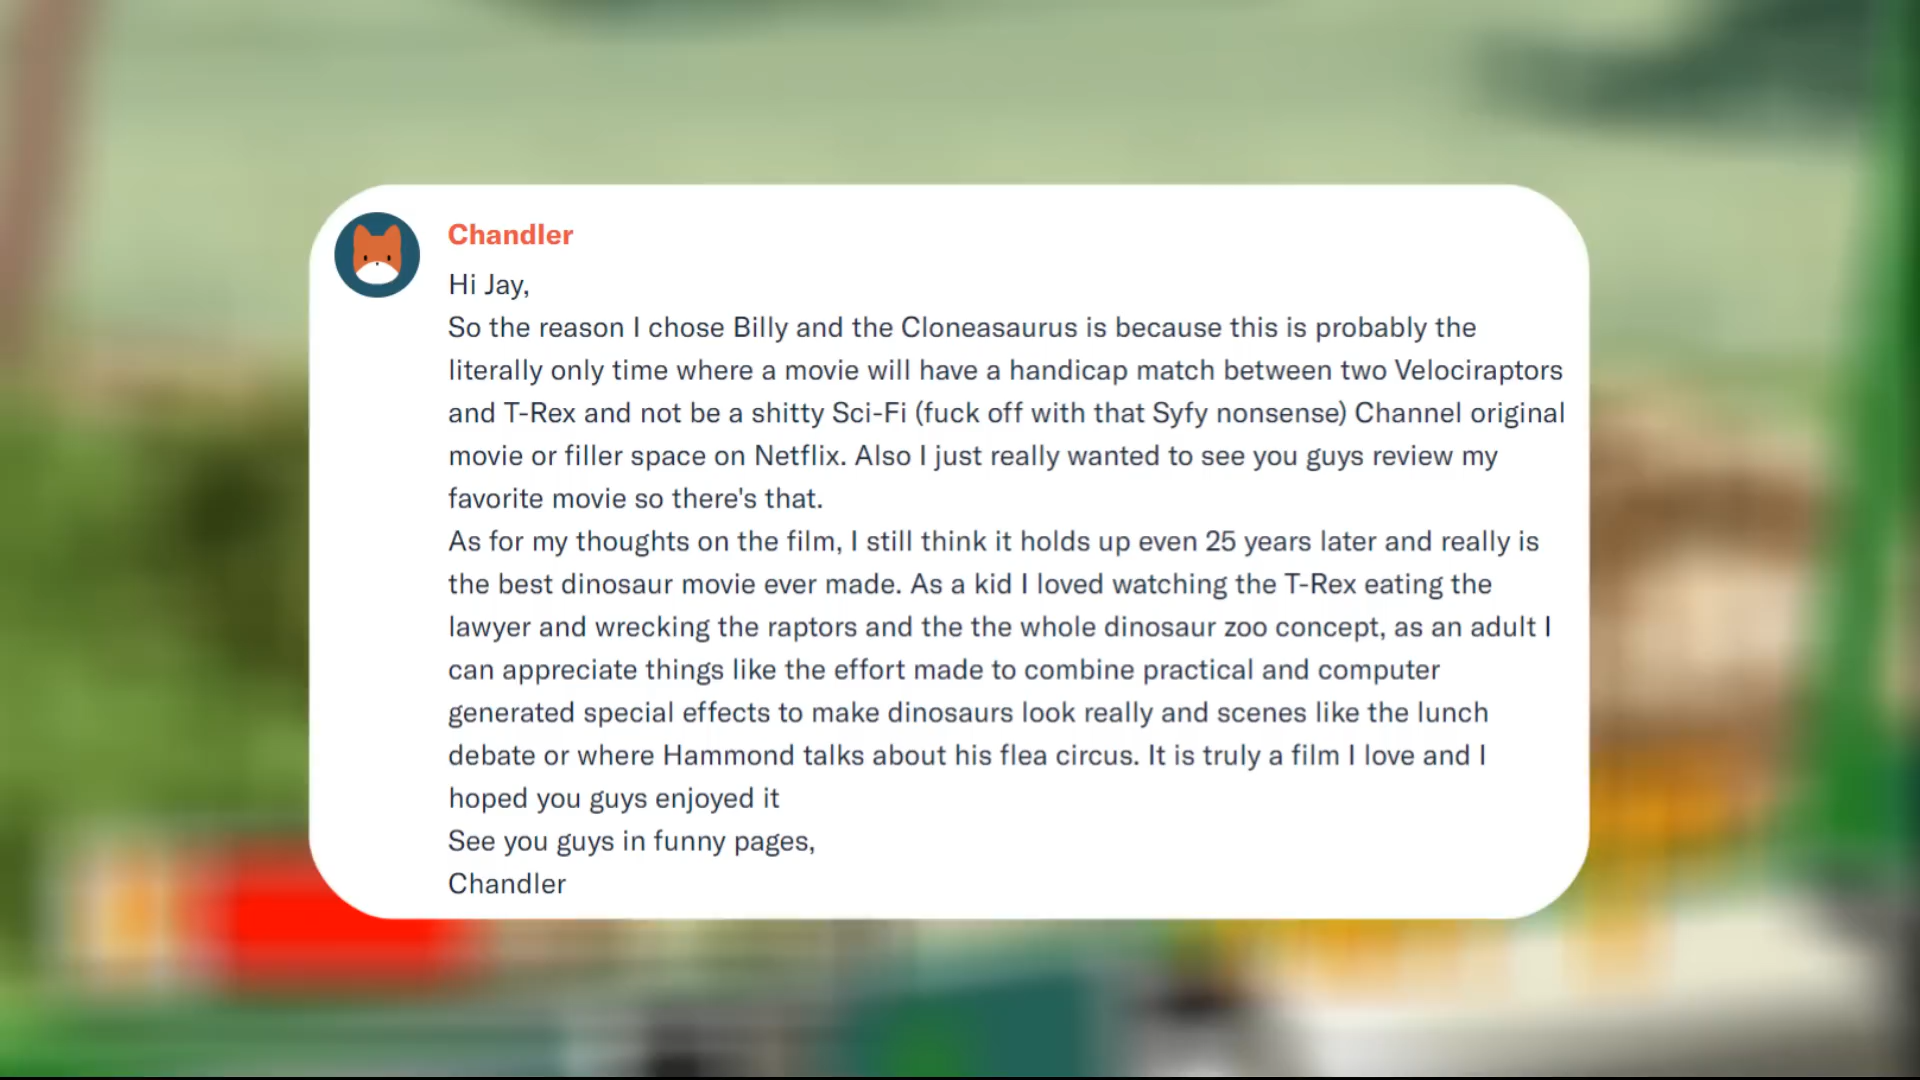 Chandler
Hi Jay,
So the reason I chose Billy and the Cloneasaurus is because this is probably the
literally only time where a movie will have a handicap match between two Velociraptors
and T-Rex and not be a shitty Sci-Fi (fuck off with that Syfy nonsense) Channel original
movie or filler space on Netflix. Also I just really wanted to see you guys review my
favorite movie so there's that.
As for my thoughts on the film, I still think it holds up even 25 years later and really is
the best dinosaur movie ever made. As a kid I loved watching the T-Rex eating the
lawyer and wrecking the raptors and the the whole dinosaur zoo concept, as an adult I
can appreciate things like the effort made to combine practical and computer
generated special effects to make dinosaurs look really and scenes like the lunch
debate or where Hammond talks about his flea circus. It is truly a film I love and I
hoped you guys enjoyed it
See you guys in funny pages,
Chandler